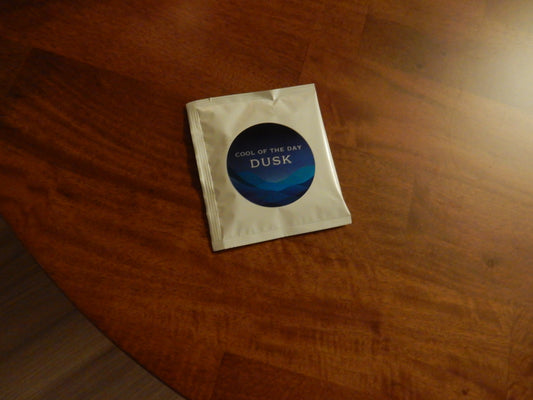 COOL OF THE DAY
DUSK